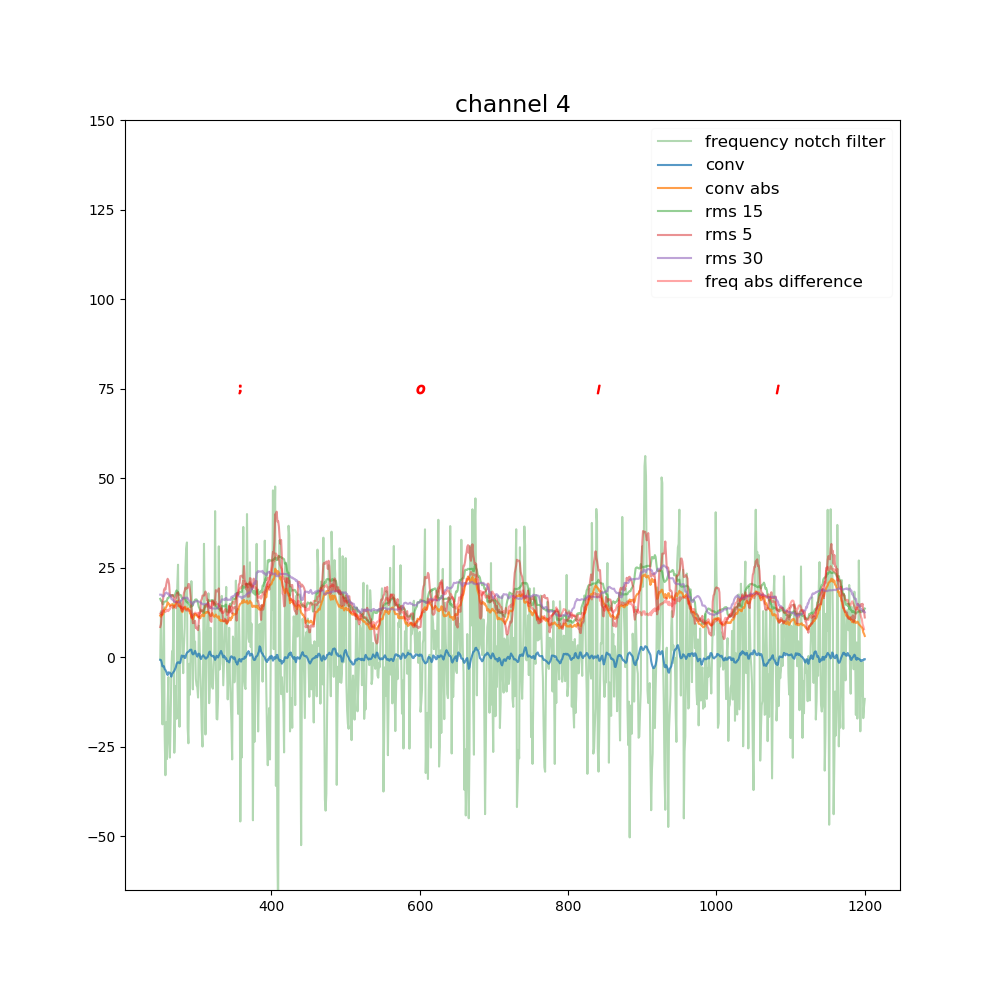 channel 4
150
frequency notch filter
conv
conv abs
rms 15
rms 5
rms 30
freq abs difference
125
100
75
; o l l
50
25
0
−25
−50
400 600 800 1000 1200